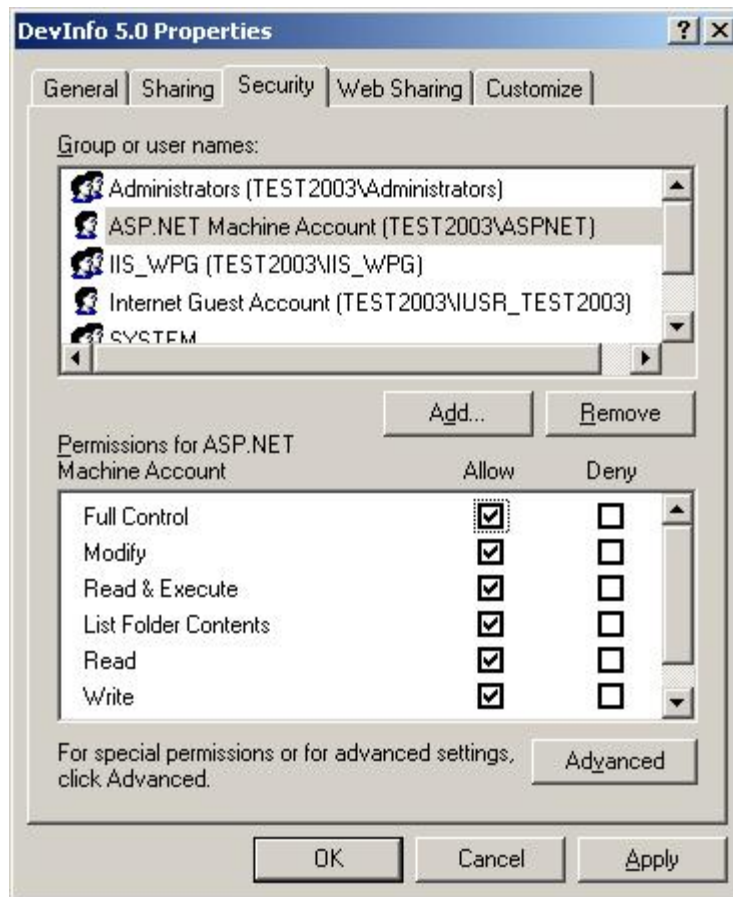 DevInfo 5.0 Properties
General Sharing Security Web Sharing Customize
Group or user names:
Administrators (TEST2003\Administrators)
ASP.NET Machine Account (TEST2003\ASPNET)
IIS_WPG (TEST2003\IIS_WPG)
Internet Guest Account (TEST2003\IUSR_TEST2003)
SYSTEM
Add... Remove
Permissions for ASP.NET
Machine Account Allow Deny
Full Control
Modify
Read & Execute
List Folder Contents
Read
Write
For special permissions or for advanced settings,
click Advanced.
Advanced
OK Cancel Apply